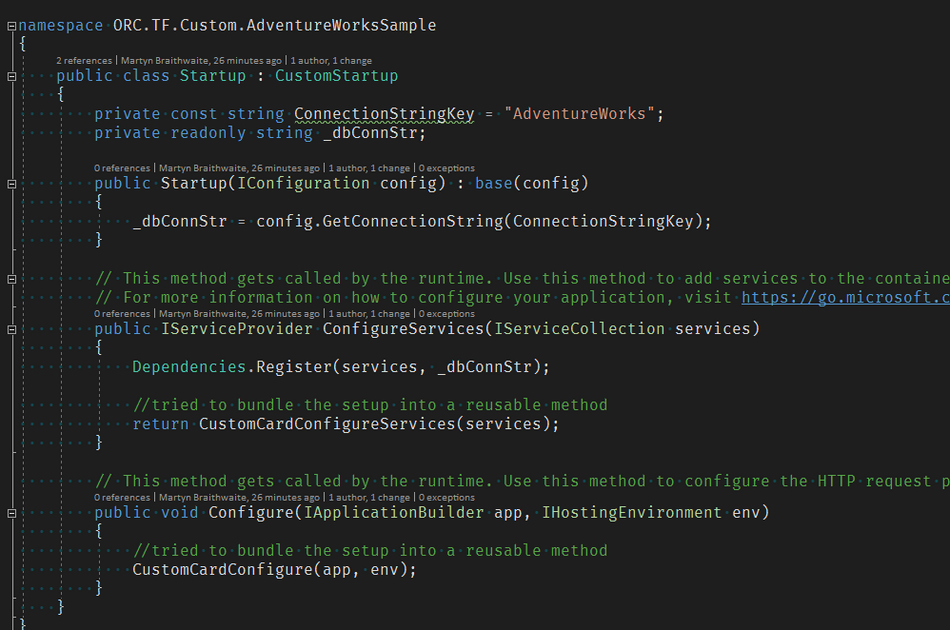 namespace ORC.TF.Custom.AdventureWorksSample
{
2 references | Martyn Braithwaite, 26 minutes ago | 1 author, 1 change
public class Startup : CustomStartup
{
private const string ConnectionStringKey = "AdventureWorks";
private readonly string _dbConnStr;
0 references | Martyn Braithwaite, 26 minutes ago | 1 author, 1 change | 0 exceptions
public Startup(IConfiguration config) : base(config)
{
_dbConnStr = config.GetConnectionString(ConnectionStringKey);
}
// This method gets called by the runtime. Use this method to add services to the containe
// For more information on how to configure your application, visit https://go.microsoft.c
0 references | Martyn Braithwaite, 26 minutes ago | 1 author, 1 change | 0 exceptions
public IServiceProvider ConfigureServices(IServiceCollection services)
{
Dependencies.Register(services, _dbConnStr);
//tried to bundle the setup into a reusable method
return CustomCardConfigureServices(services);
}
// This method gets called by the runtime. Use this method to configure the HTTP request p
0 references | Martyn Braithwaite, 26 minutes ago | 1 author, 1 change | 0 exceptions
public void Configure(IApplicationBuilder app, IHostingEnvironment env)
{
//tried to bundle the setup into a reusable method
CustomCardConfigure(app, env);
}
}
}